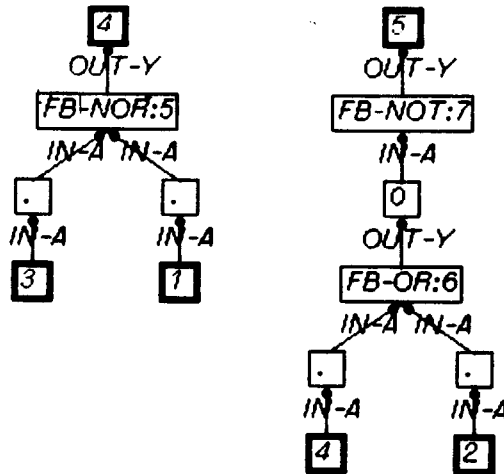 4 5
OUT-Y OUT-Y
FB-NOR:5 FB-NOT:7
IN-A IN-A IN-A
. . 0
IN-A IN-A OUT-Y
3 1 FB-OR:6
IN-A IN-A
. .
IN-A IN-A
4 2